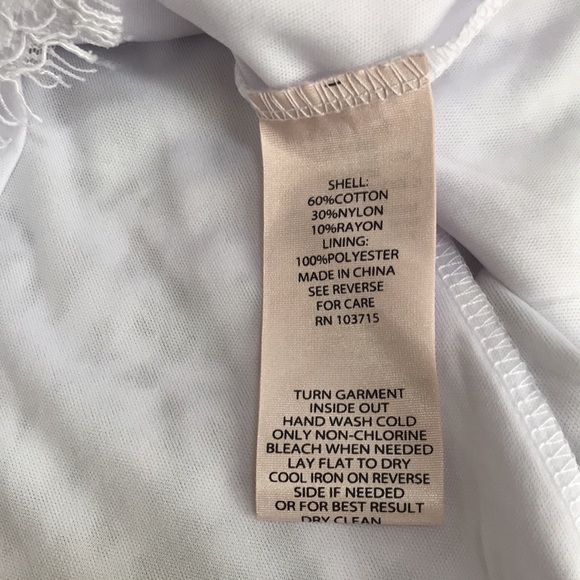 SHELL:
60%COTTON
30%NYLON
10%RAYON
LINING:
100%POLYESTER
MADE IN CHINA
SEE REVERSE
FOR CARE
RN 103715
TURN GARMENT
INSIDE OUT
HAND WASH COLD
ONLY NON-CHLORINE
BLEACH WHEN NEEDED
LAY FLAT TO DRY
COOL IRON ON REVERSE
SIDE IF NEEDED
OR FOR BEST RESULT
DRY CLEAN